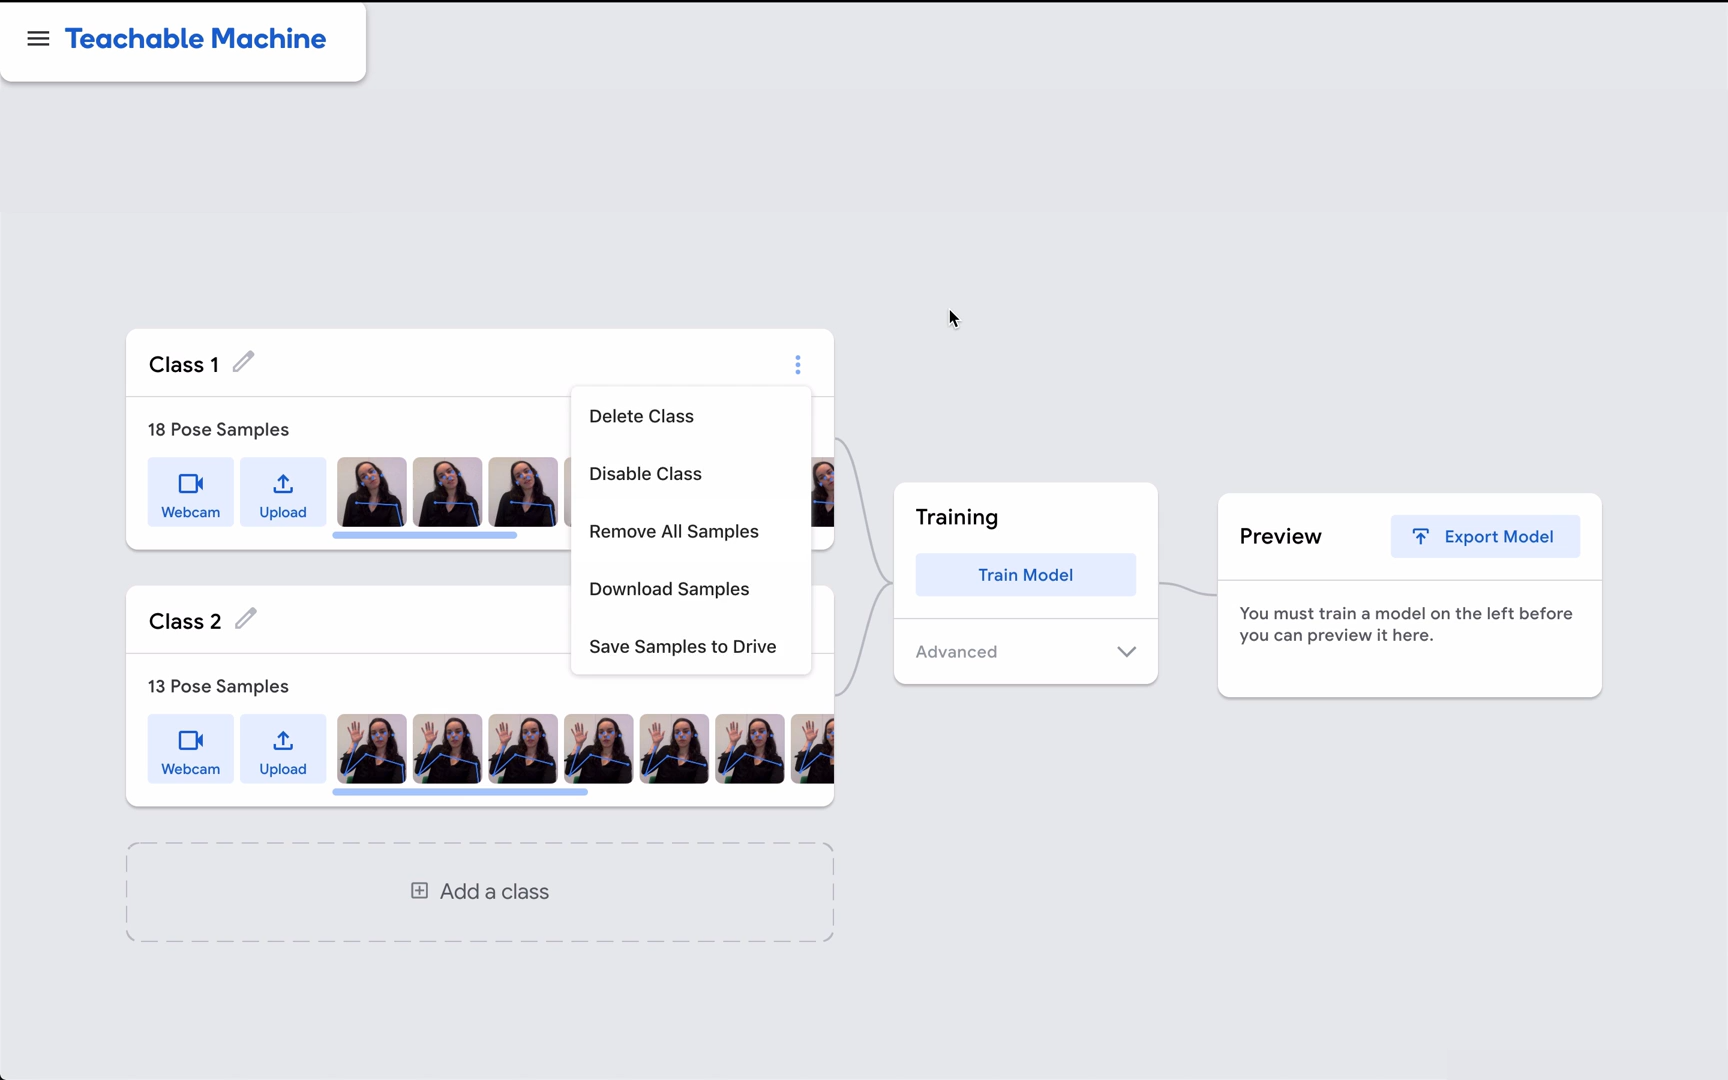 Teachable Machine
Class 1
Delete Class
18 Pose Samples
Disable Class
Webcam
Upload
Remove All Samples
Download Samples
Save Samples to Drive
Class 2
13 Pose Samples
Webcam
Upload
Add a class
Training
Train Model
Advanced
Preview
Export Model
You must train a model on the left before
you can preview it here.